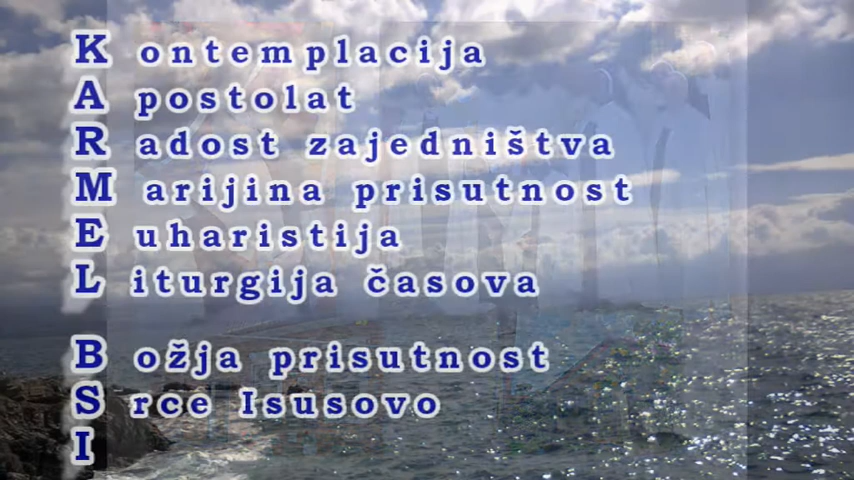 Kontemplacija
Apostolat
Radost zajedništva
Marijina prisutnost
Euharistija
Liturgija časova
Božja prisutnost
Srce Isusovo
I